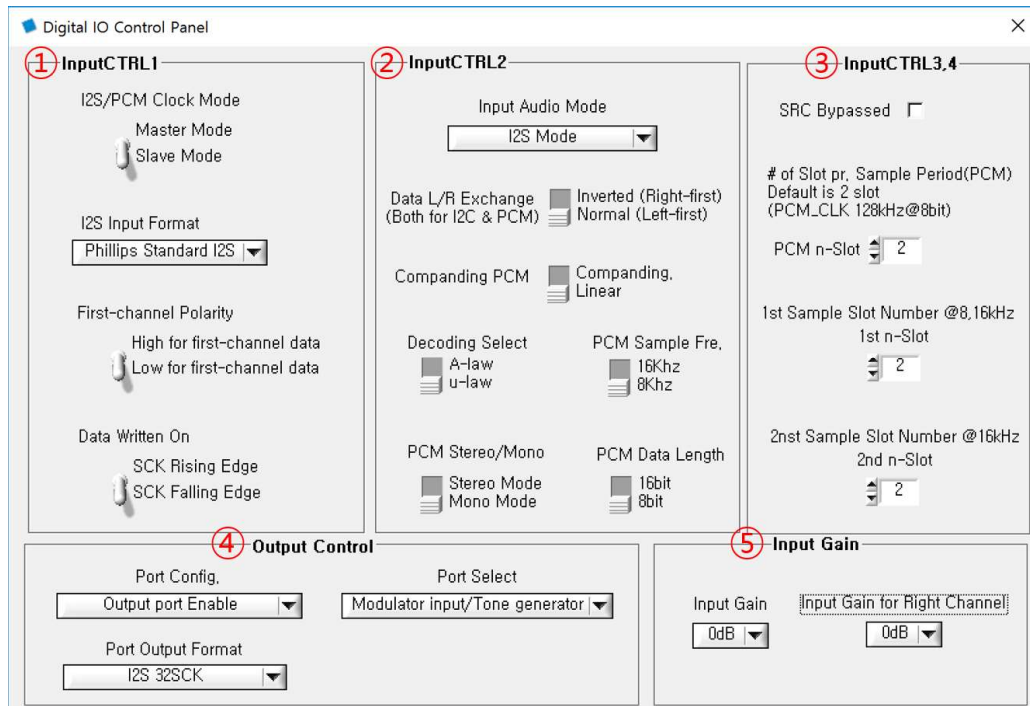 Digital IO Control Panel
① InputCTRL1
I2S/PCM Clock Mode
Master Mode
Slave Mode
I2S Input Format
Phillips Standard I2S
First-channel Polarity
High for first-channel data
Low for first-channel data
Data Written On
SCK Rising Edge
SCK Falling Edge
② InputCTRL2
Input Audio Mode
I2S Mode
Data L/R Exchange
(Both for I2C & PCM)
Inverted (Right-first)
Normal (Left-first)
Companding PCM
Companding,
Linear
Decoding Select
A-law
u-law
PCM Sample Fre,
16Khz
8Khz
PCM Stereo/Mono
Stereo Mode
Mono Mode
PCM Data Length
16bit
8bit
③ InputCTRL3,4
SRC Bypassed
# of Slot pr, Sample Period(PCM)
Default is 2 slot
(PCM_CLK 128kHz@8bit)
PCM n-Slot 2
1st Sample Slot Number @8,16kHz
1st n-Slot
2
2nst Sample Slot Number @16kHz
2nd n-Slot
2
④ Output Control
Port Config,
Output port Enable
Port Select
Modulator input/Tone generator
Port Output Format
I2S 32SCK
⑤ Input Gain
Input Gain
0dB
Input Gain for Right Channel
0dB